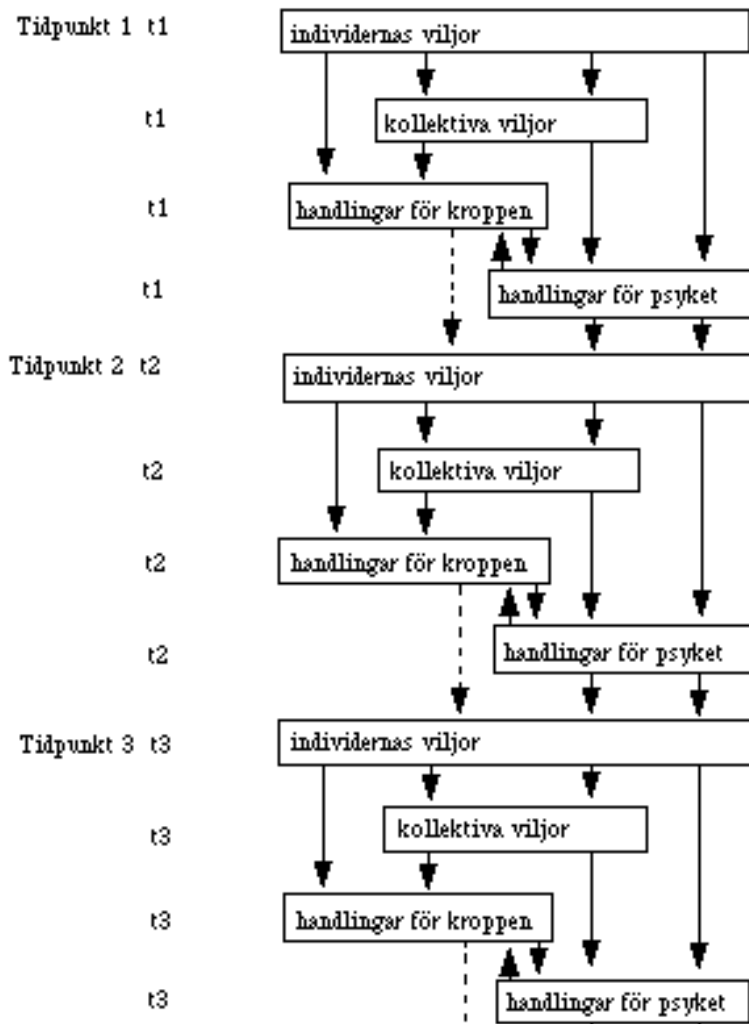 Tidpunkt 1 t1
individernas viljor
t1
kollektiva viljor
t1
handlingar för kroppen
t1
handlingar för psyket
Tidpunkt 2 t2
individernas viljor
t2
kollektiva viljor
t2
handlingar för kroppen
t2
handlingar för psyket
Tidpunkt 3 t3
individernas viljor
t3
kollektiva viljor
t3
handlingar för kroppen
t3
handlingar för psyket